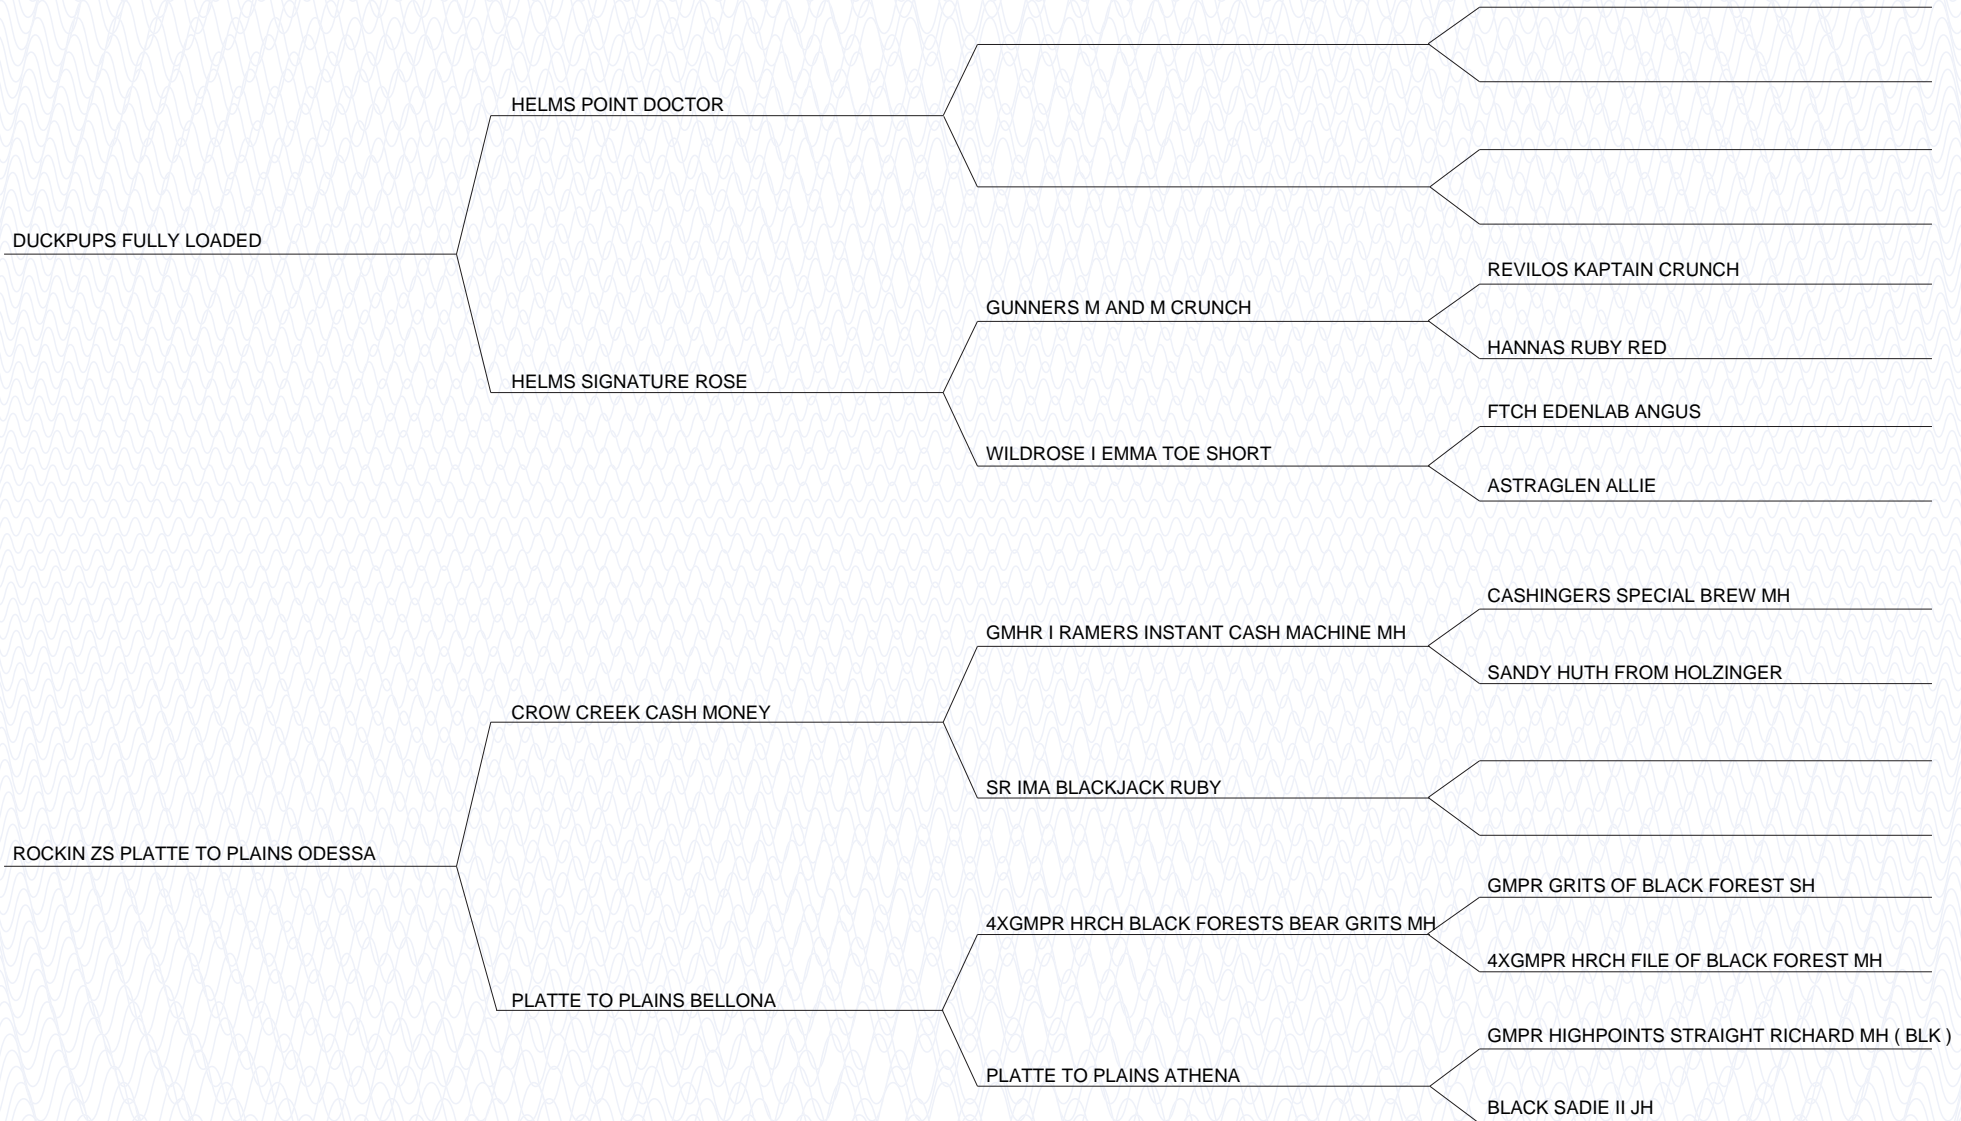 HELMS POINT DOCTOR
DUCKPUPS FULLY LOADED
REVILOS KAPTAIN CRUNCH
GUNNERS M AND M CRUNCH
HANNAS RUBY RED
HELMS SIGNATURE ROSE
FTCH EDENLAB ANGUS
WILDROSE I EMMA TOE SHORT
ASTRAGLEN ALLIE
CASHINGERS SPECIAL BREW MH
GMHR I RAMERS INSTANT CASH MACHINE MH
SANDY HUTH FROM HOLZINGER
CROW CREEK CASH MONEY
SR IMA BLACKJACK RUBY
ROCKIN ZS PLATTE TO PLAINS ODESSA
GMPR GRITS OF BLACK FOREST SH
4XGMPR HRCH BLACK FORESTS BEAR GRITS MH
4XGMPR HRCH FILE OF BLACK FOREST MH
PLATTE TO PLAINS BELLONA
GMPR HIGHPOINTS STRAIGHT RICHARD MH ( BLK )
PLATTE TO PLAINS ATHENA
BLACK SADIE II JH